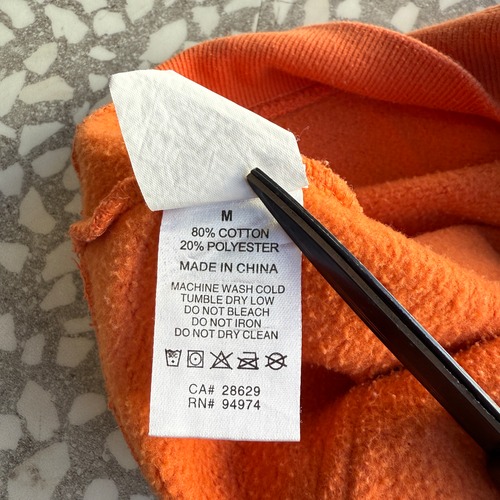 M
80% COTTON
20% POLYESTER
MADE IN CHINA
MACHINE WASH COLD
TUMBLE DRY LOW
DO NOT BLEACH
DO NOT IRON
DO NOT DRY CLEAN
CA# 28629
RN# 94974